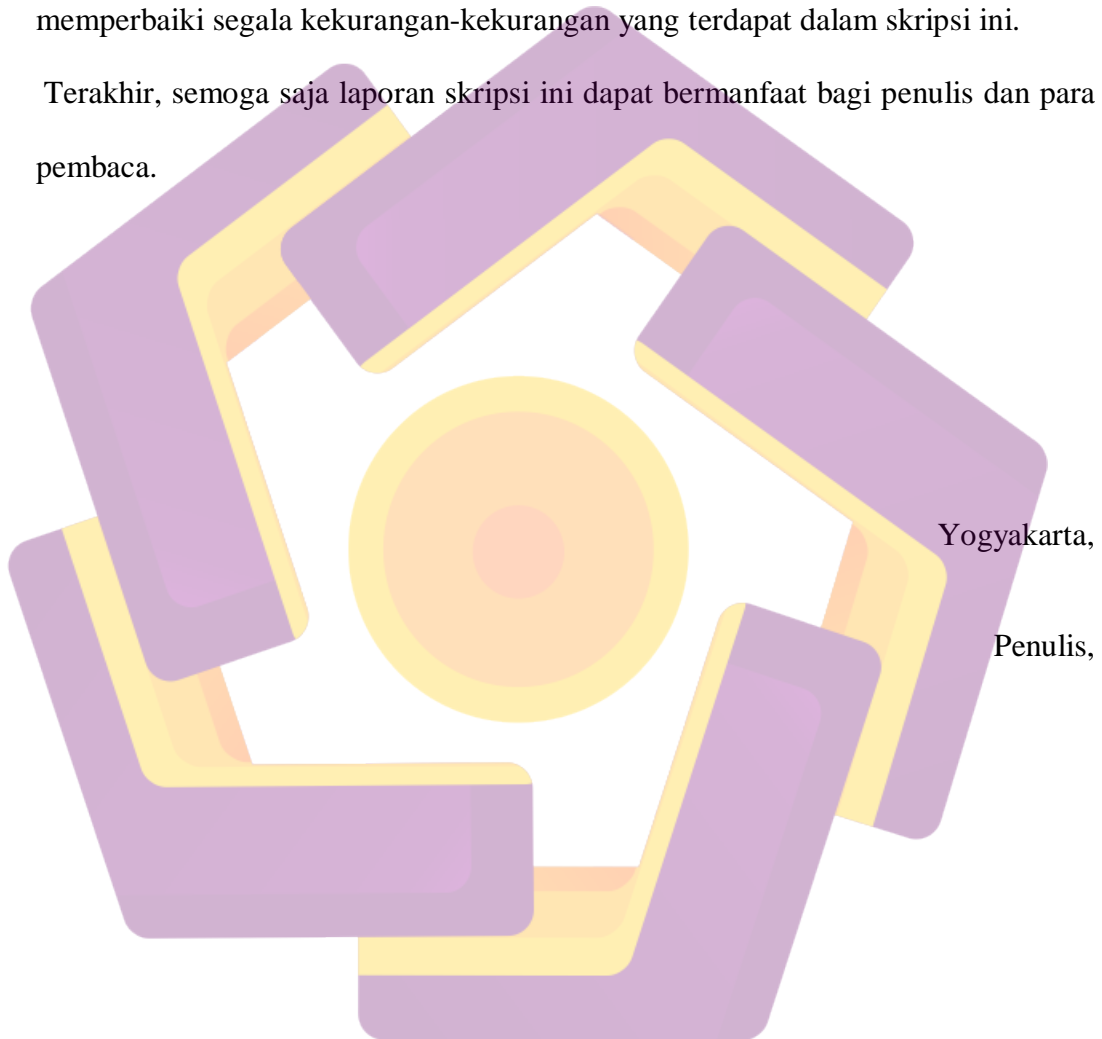 memperbaiki segala kekurangan-kekurangan yang terdapat dalam skripsi ini.
Terakhir, semoga saja laporan skripsi ini dapat bermanfaat bagi penulis dan para
pembaca.
Yogyakarta,
Penulis,